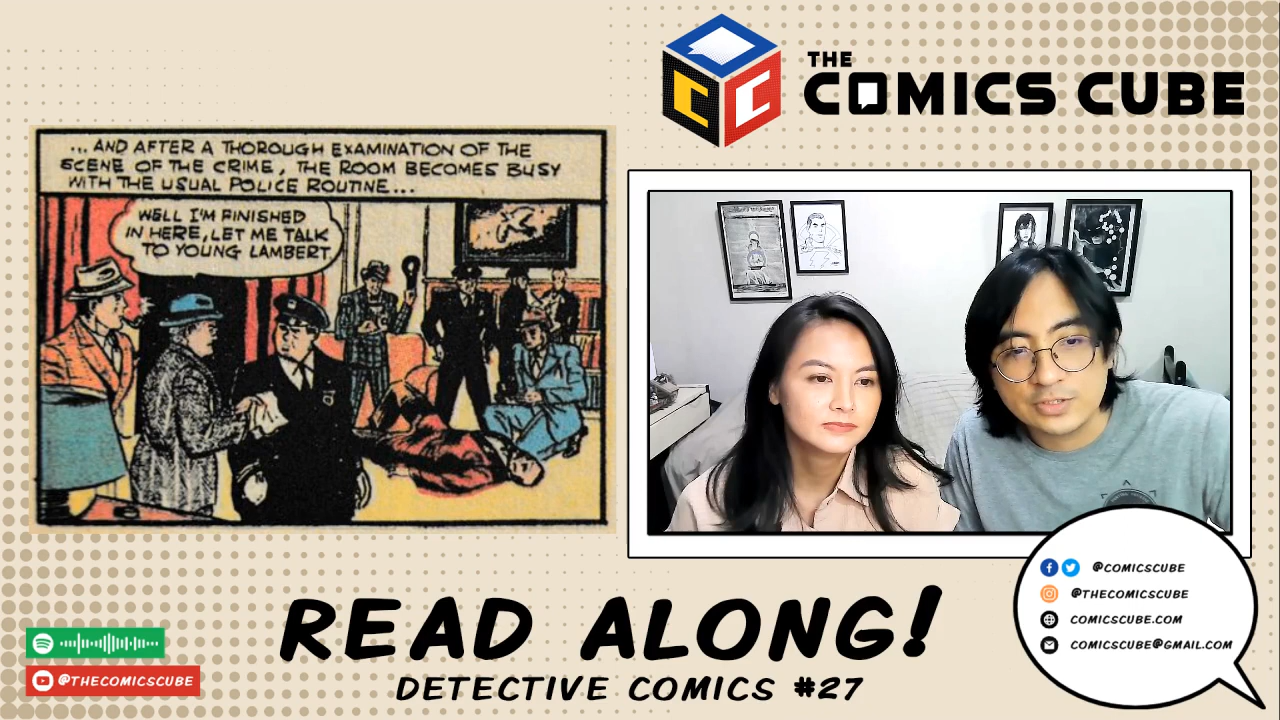 THE
COMICS CUBE
... AND AFTER A THOROUGH EXAMINATION OF THE
SCENE OF THE CRIME, THE ROOM BECOMES BUSY
WITH THE USUAL POLICE ROUTINE...
WELL I'M FINISHED
IN HERE, LET ME TALK
TO YOUNG LAMBERT
@COMICSCUBE
@THECOMICSCUBE
COMICSCUBE.COM
COMICSCUBE@GMAIL.COM
READ ALONG!
DETECTIVE COMICS #27
@THECOMICSCUBE